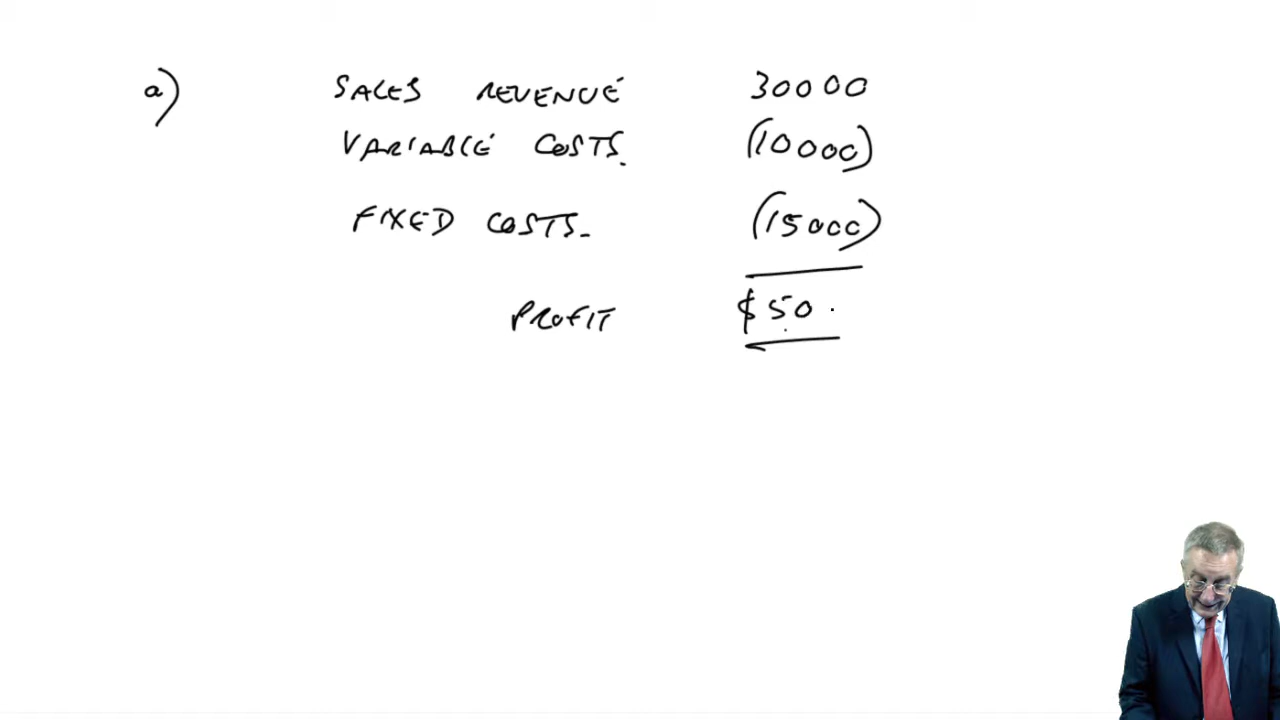 a) SALES REVENUE 30000
VARIABLE COSTS. (10000)
FIXED COSTS. (15000)
PROFIT $50